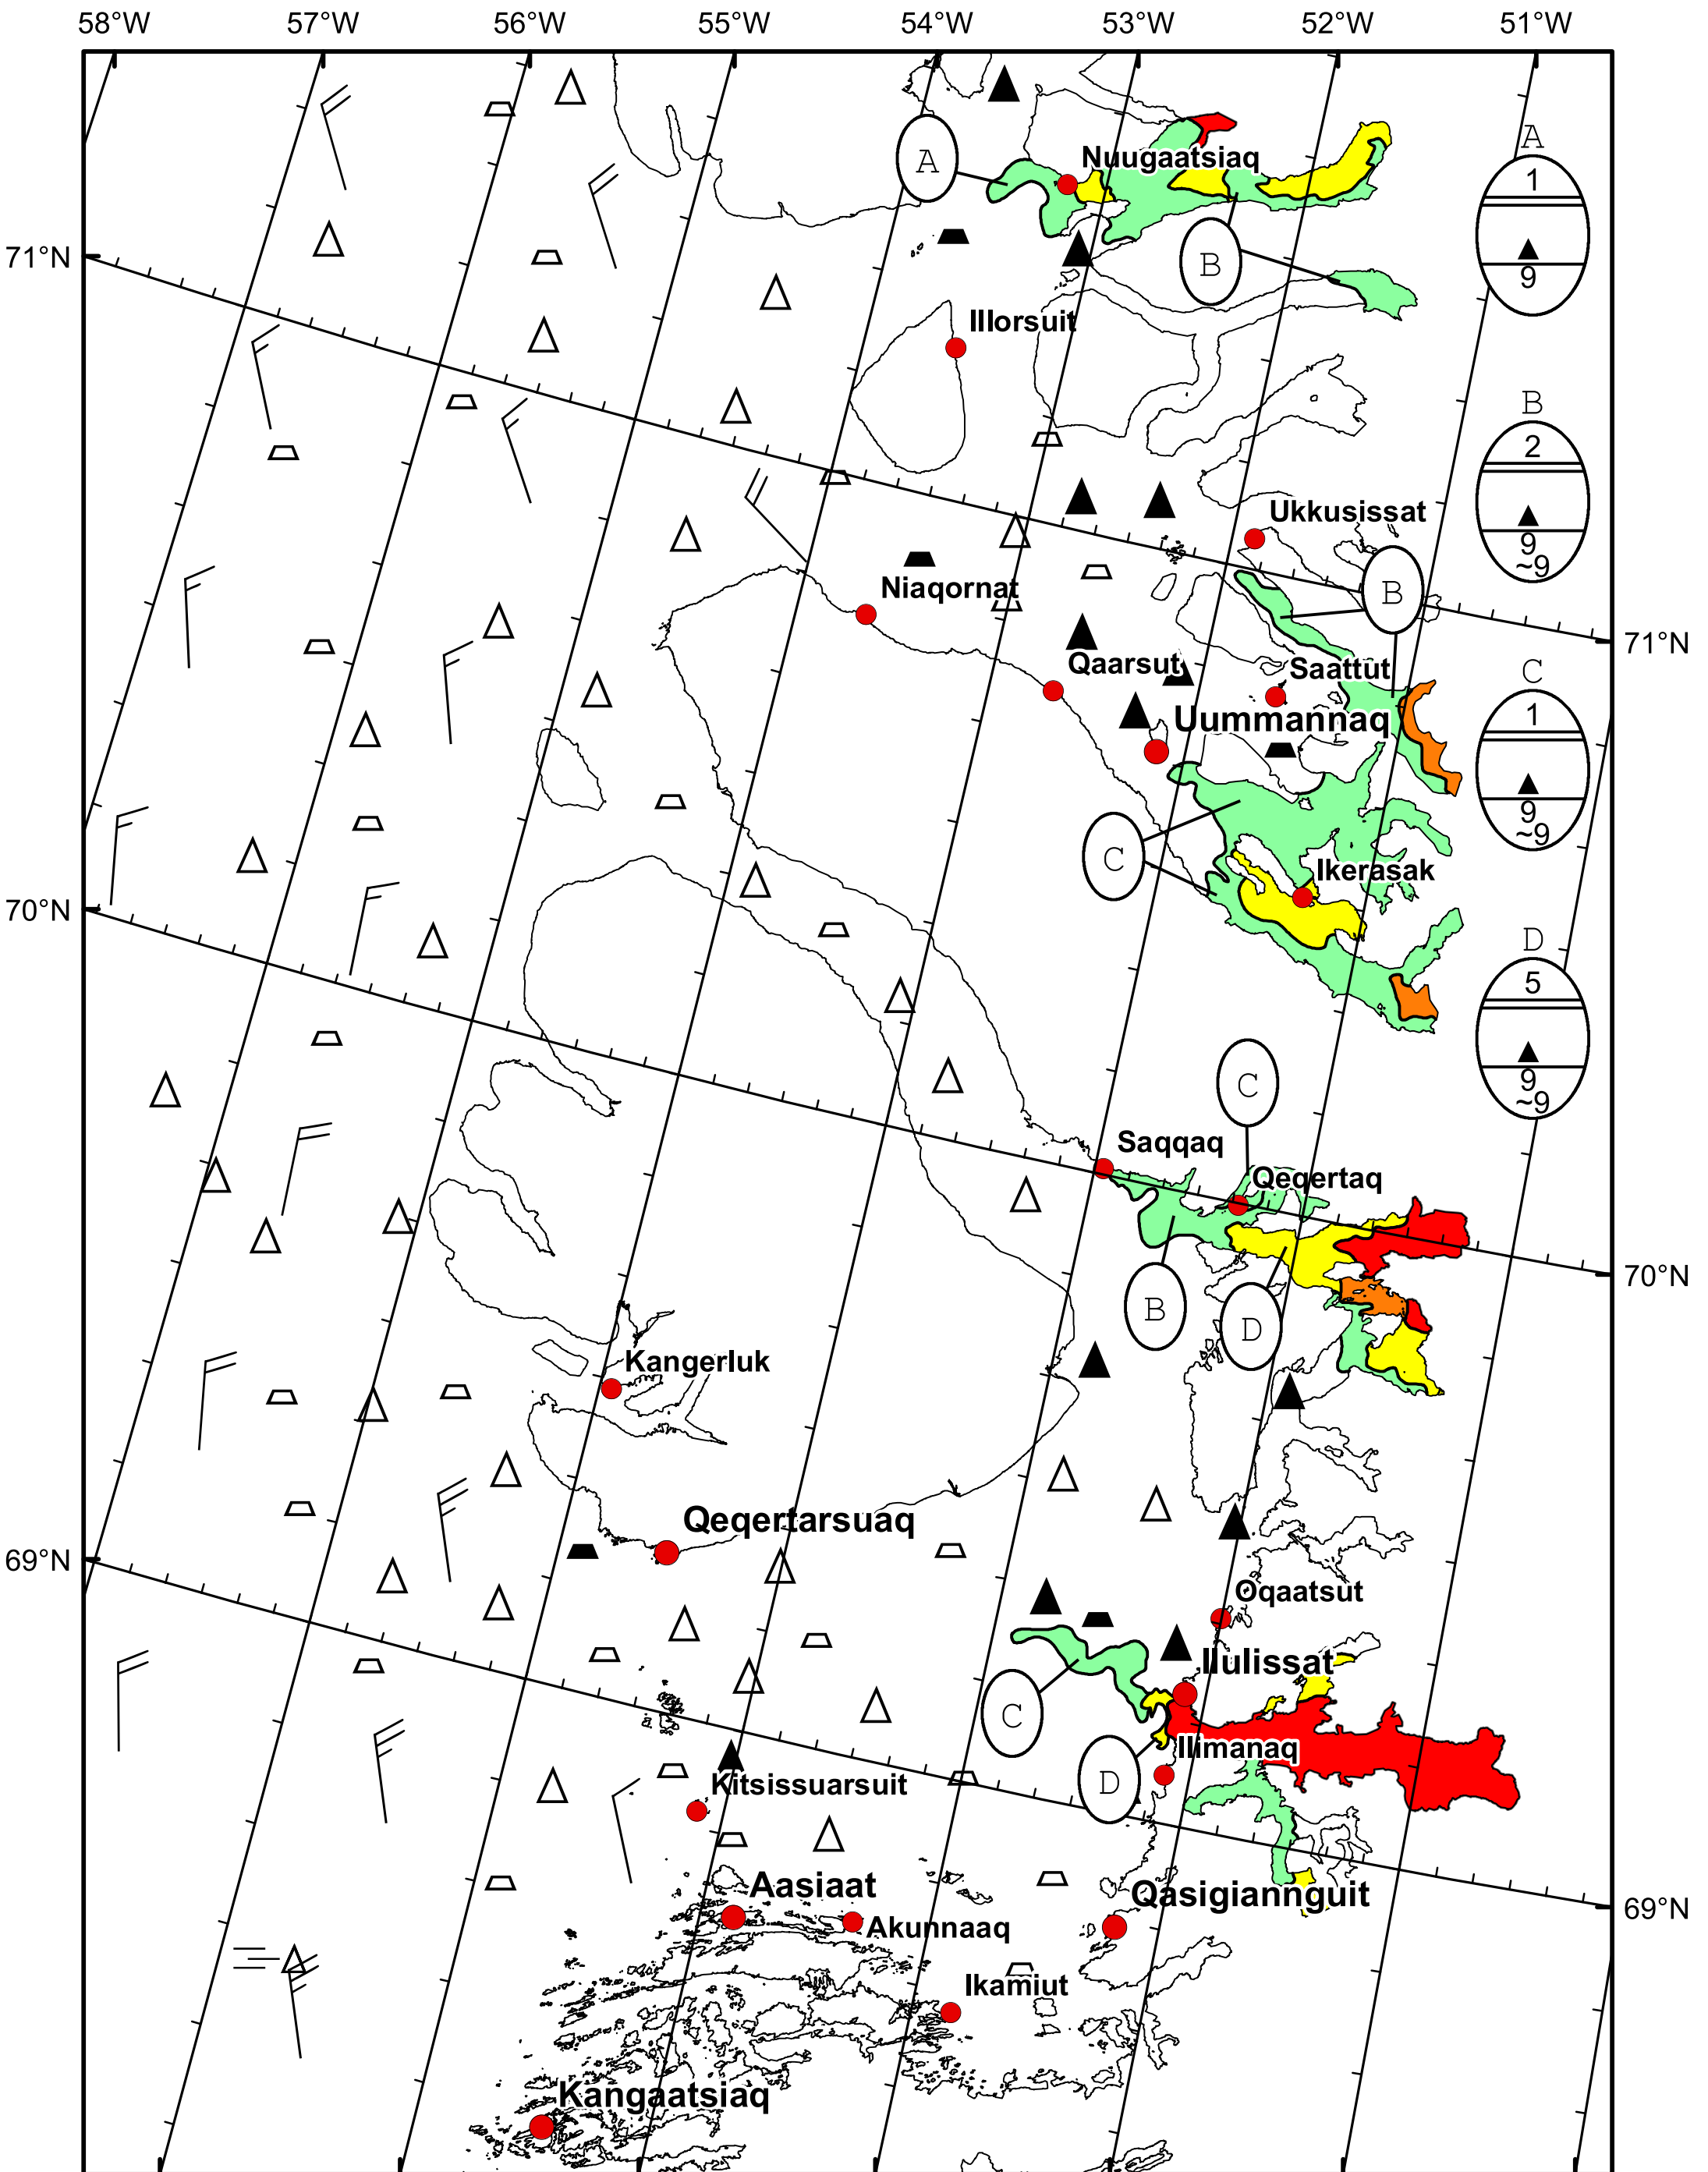 58°W 57°W 56°W 55°W 54°W 53°W 52°W 51°W
A
Nuugaatsiaq
A
1
9
71°N
B
Illorsuit
B
2
9
~9
Ukkusissat
Niaqornat
B
71°N
Qaarsut
Saattut
C
1
9
~9
Uummannaq
C
Ikerasak
70°N
D
5
9
~9
C
Saqqaq
Qeqertaq
70°N
B
D
Kangerluk
Qeqertarsuaq
69°N
Oqaatsut
Ilulissat
C
Ilimanaq
D
Kitsissuarsuit
Aasiaat
Qasigiannguit
69°N
Akunnaaq
Ikamiut
Kangaatsiaq